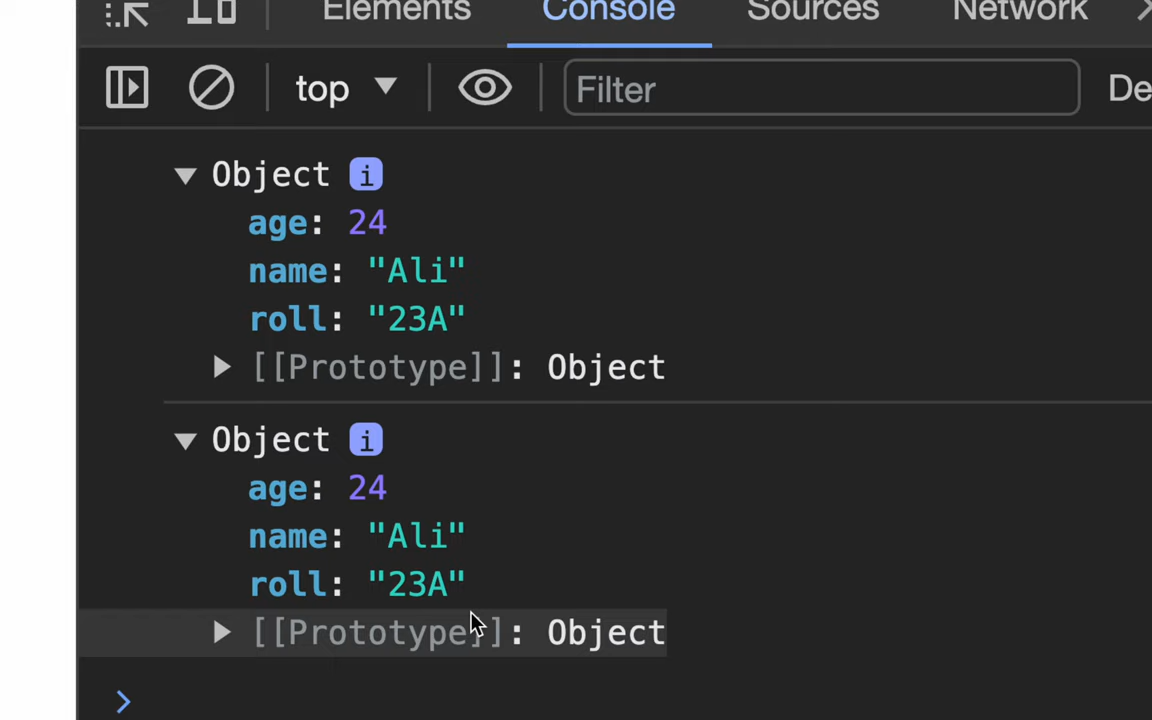 Elements Console Sources Network
top Filter
Object i
age: 24
name: "Ali"
roll: "23A"
[[Prototype]]: Object
Object i
age: 24
name: "Ali"
roll: "23A"
[[Prototype]]: Object